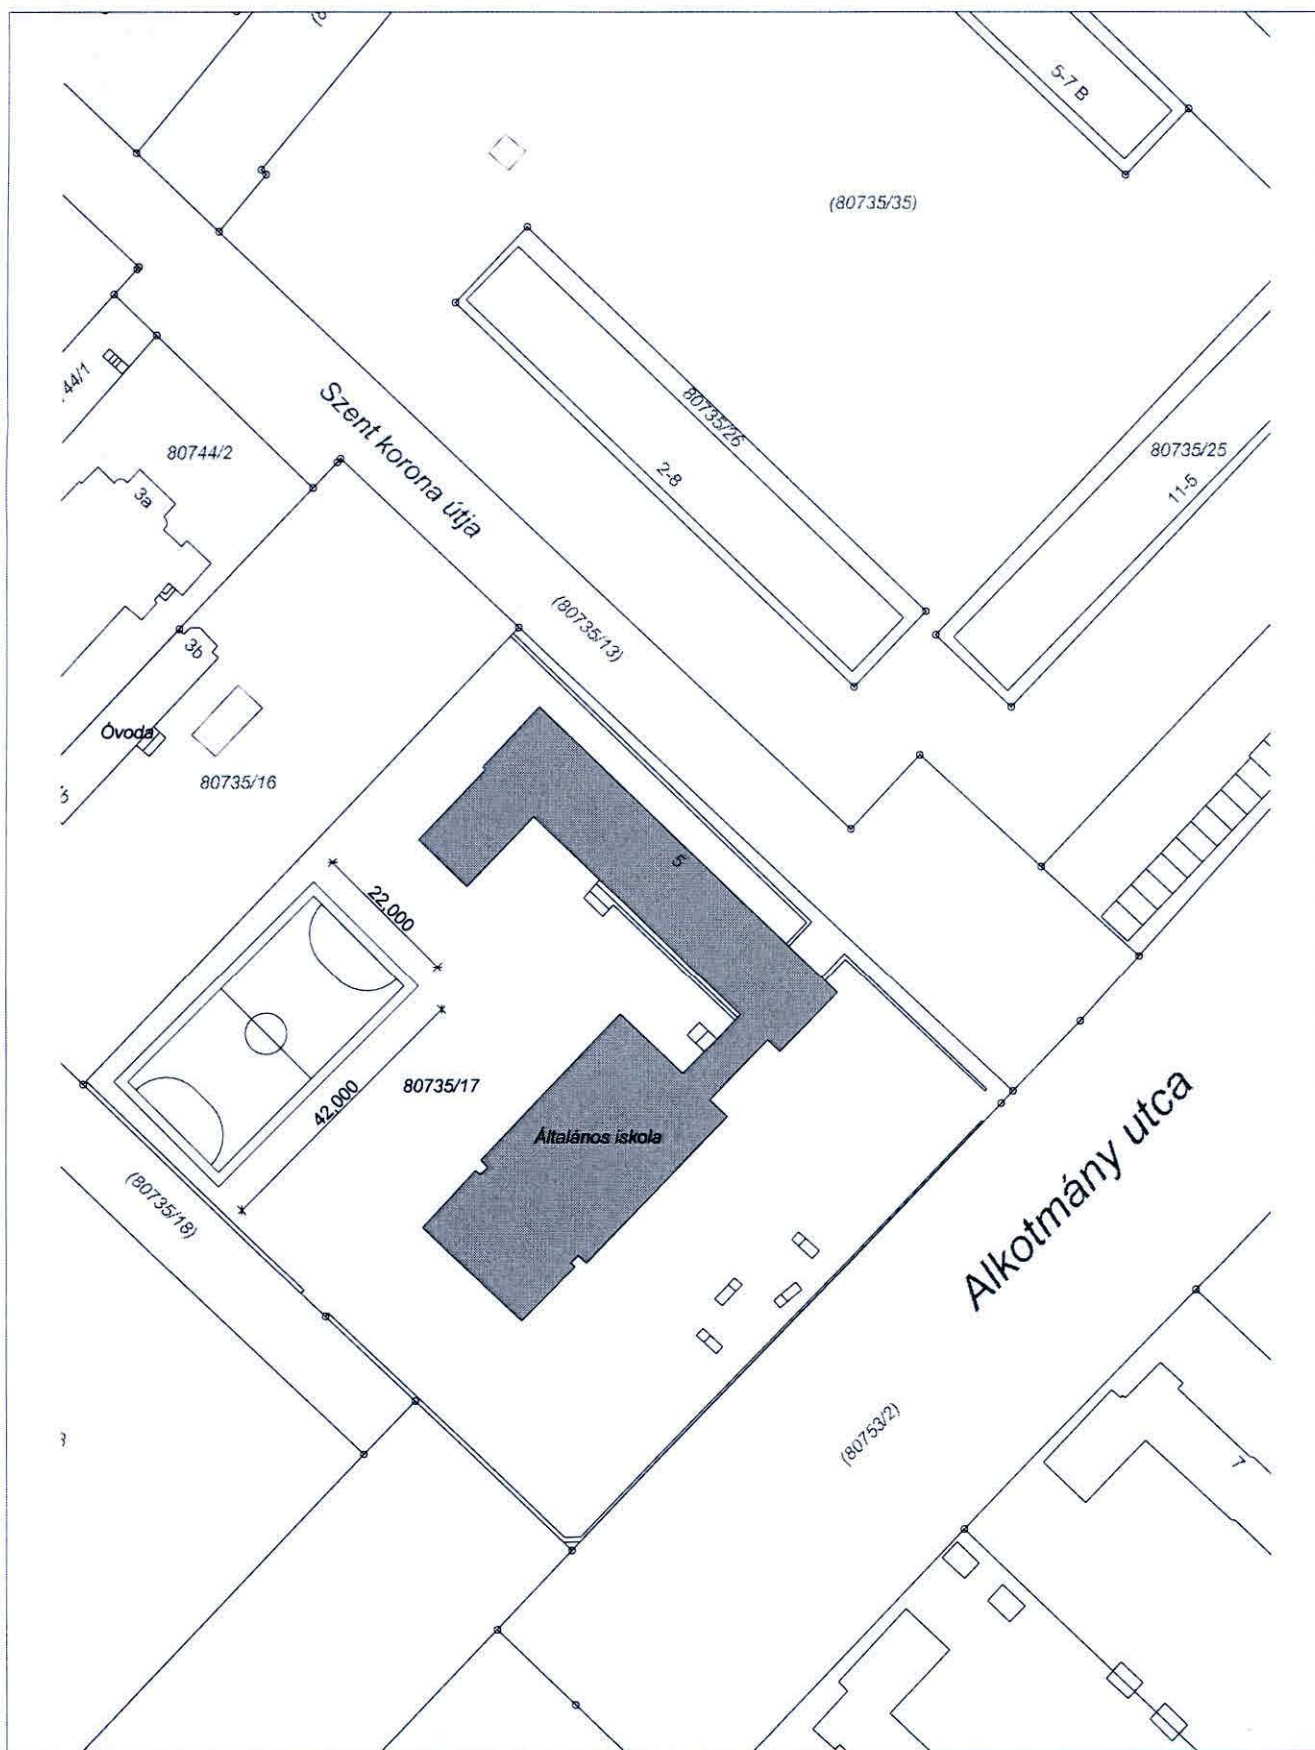 5-7 B
(80735/35)
44/1
80744/2
3a
Szent korona útja
80735/26
2-8
80735/25
11-5
(80735/13)
3b
Óvoda
80735/16
5
22,000
42,000
80735/17
Általános iskola
(80735/18)
Alkotmány utca
(80753/2)
7